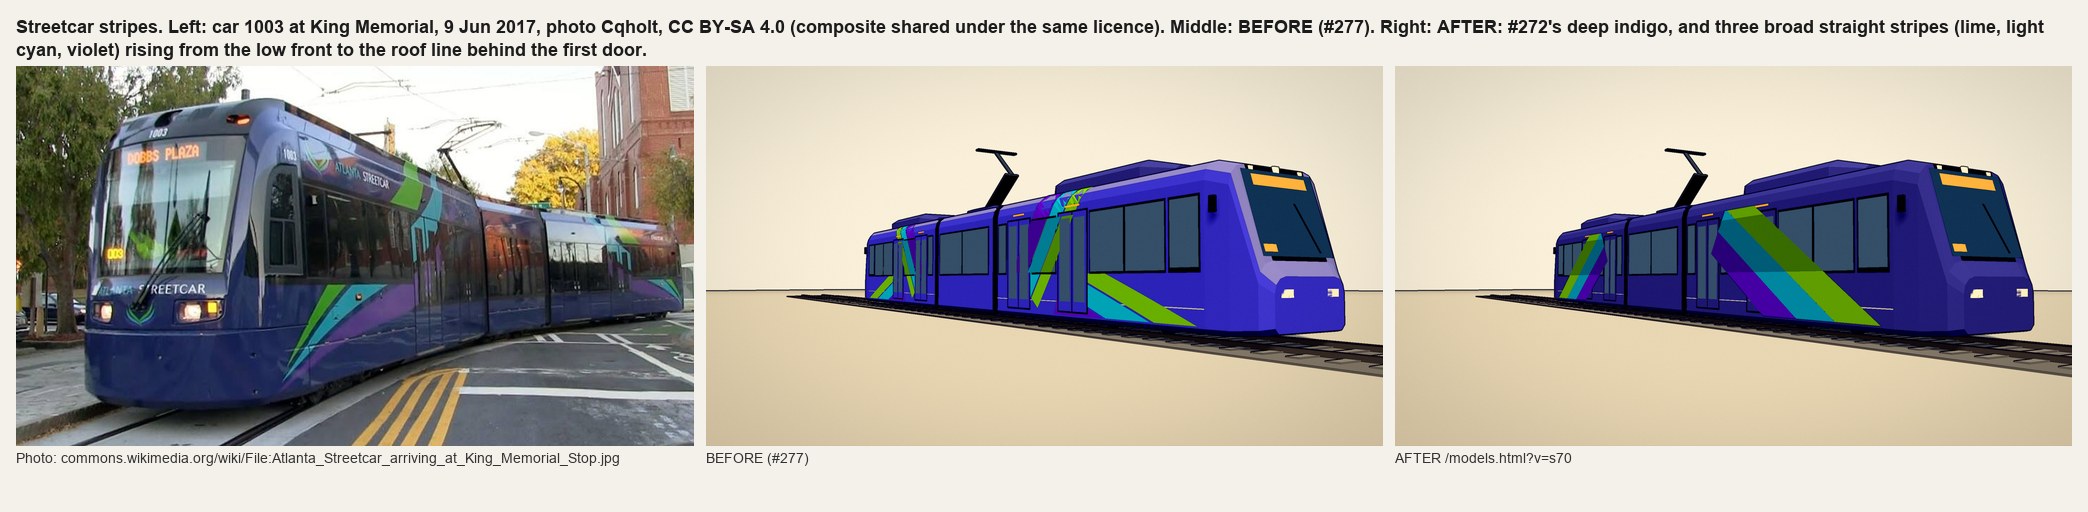 Streetcar stripes. Left: car 1003 at King Memorial, 9 Jun 2017, photo Cqholt, CC BY-SA 4.0 (composite shared under the same licence). Middle: BEFORE (#277). Right: AFTER: #272's deep indigo, and three broad straight stripes (lime, light
cyan, violet) rising from the low front to the roof line behind the first door.
1003
DOBBS PLAZA
1003
ATLANTA STREETCAR
1003
ATLANTA STREETCAR
Photo: commons.wikimedia.org/wiki/File:Atlanta_Streetcar_arriving_at_King_Memorial_Stop.jpg
BEFORE (#277)
AFTER /models.html?v=s70